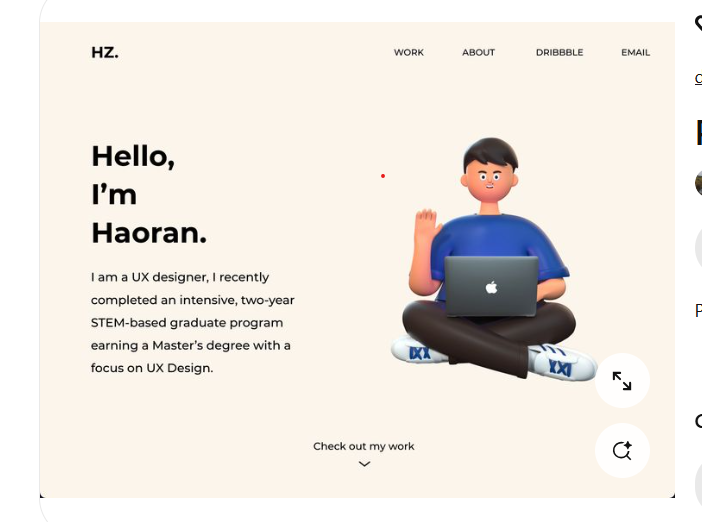 HZ.
WORK ABOUT DRIBBBLE EMAIL
Hello,
I'm
Haoran.
I am a UX designer, I recently
completed an intensive, two-year
STEM-based graduate program
earning a Master's degree with a
focus on UX Design.
Check out my work